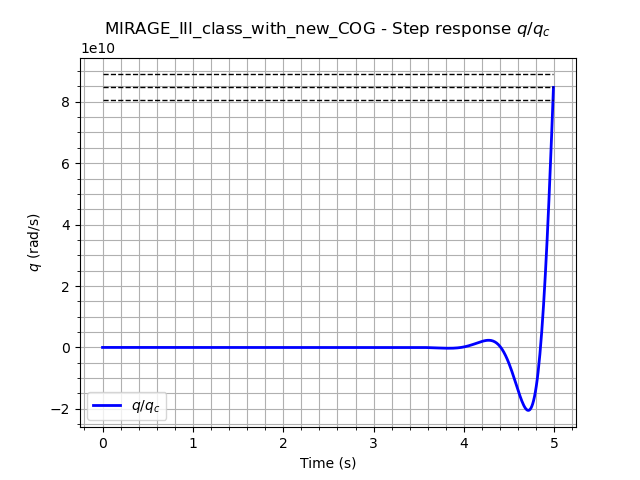 MIRAGE_III_class_with_new_COG - Step response q/q_c
1e10
8
6
4
2
0
−2
q (rad/s)
q/q_c
0 1 2 3 4 5
Time (s)